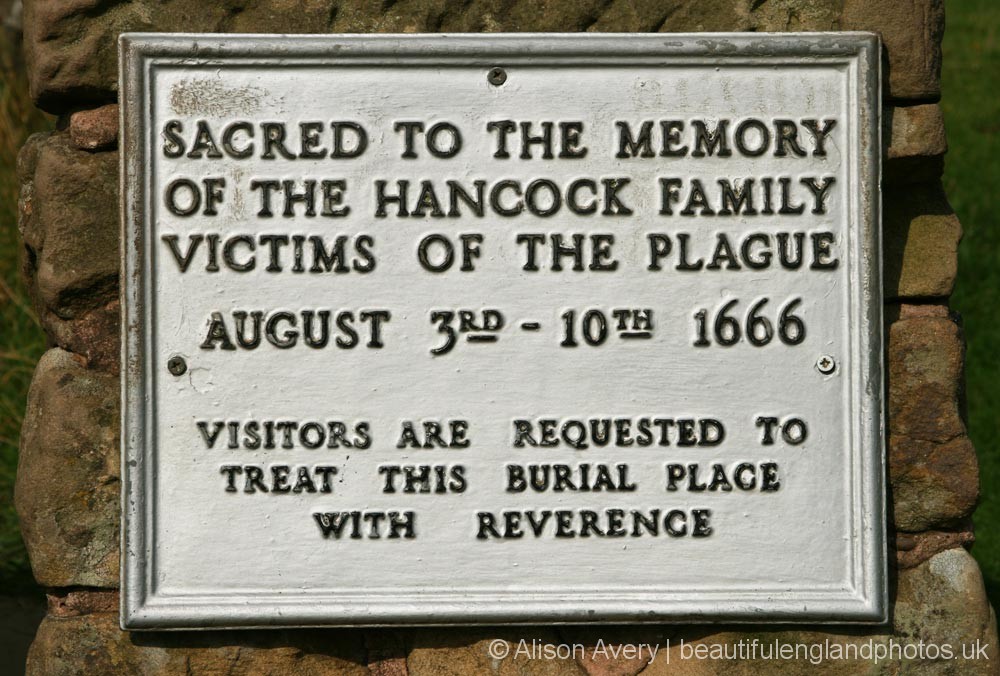 SACRED TO THE MEMORY
OF THE HANCOCK FAMILY
VICTIMS OF THE PLAGUE
AUGUST 3RD - 10TH 1666
VISITORS ARE REQUESTED TO
TREAT THIS BURIAL PLACE
WITH REVERENCE
© Alison Avery | beautifulenglandphotos.uk